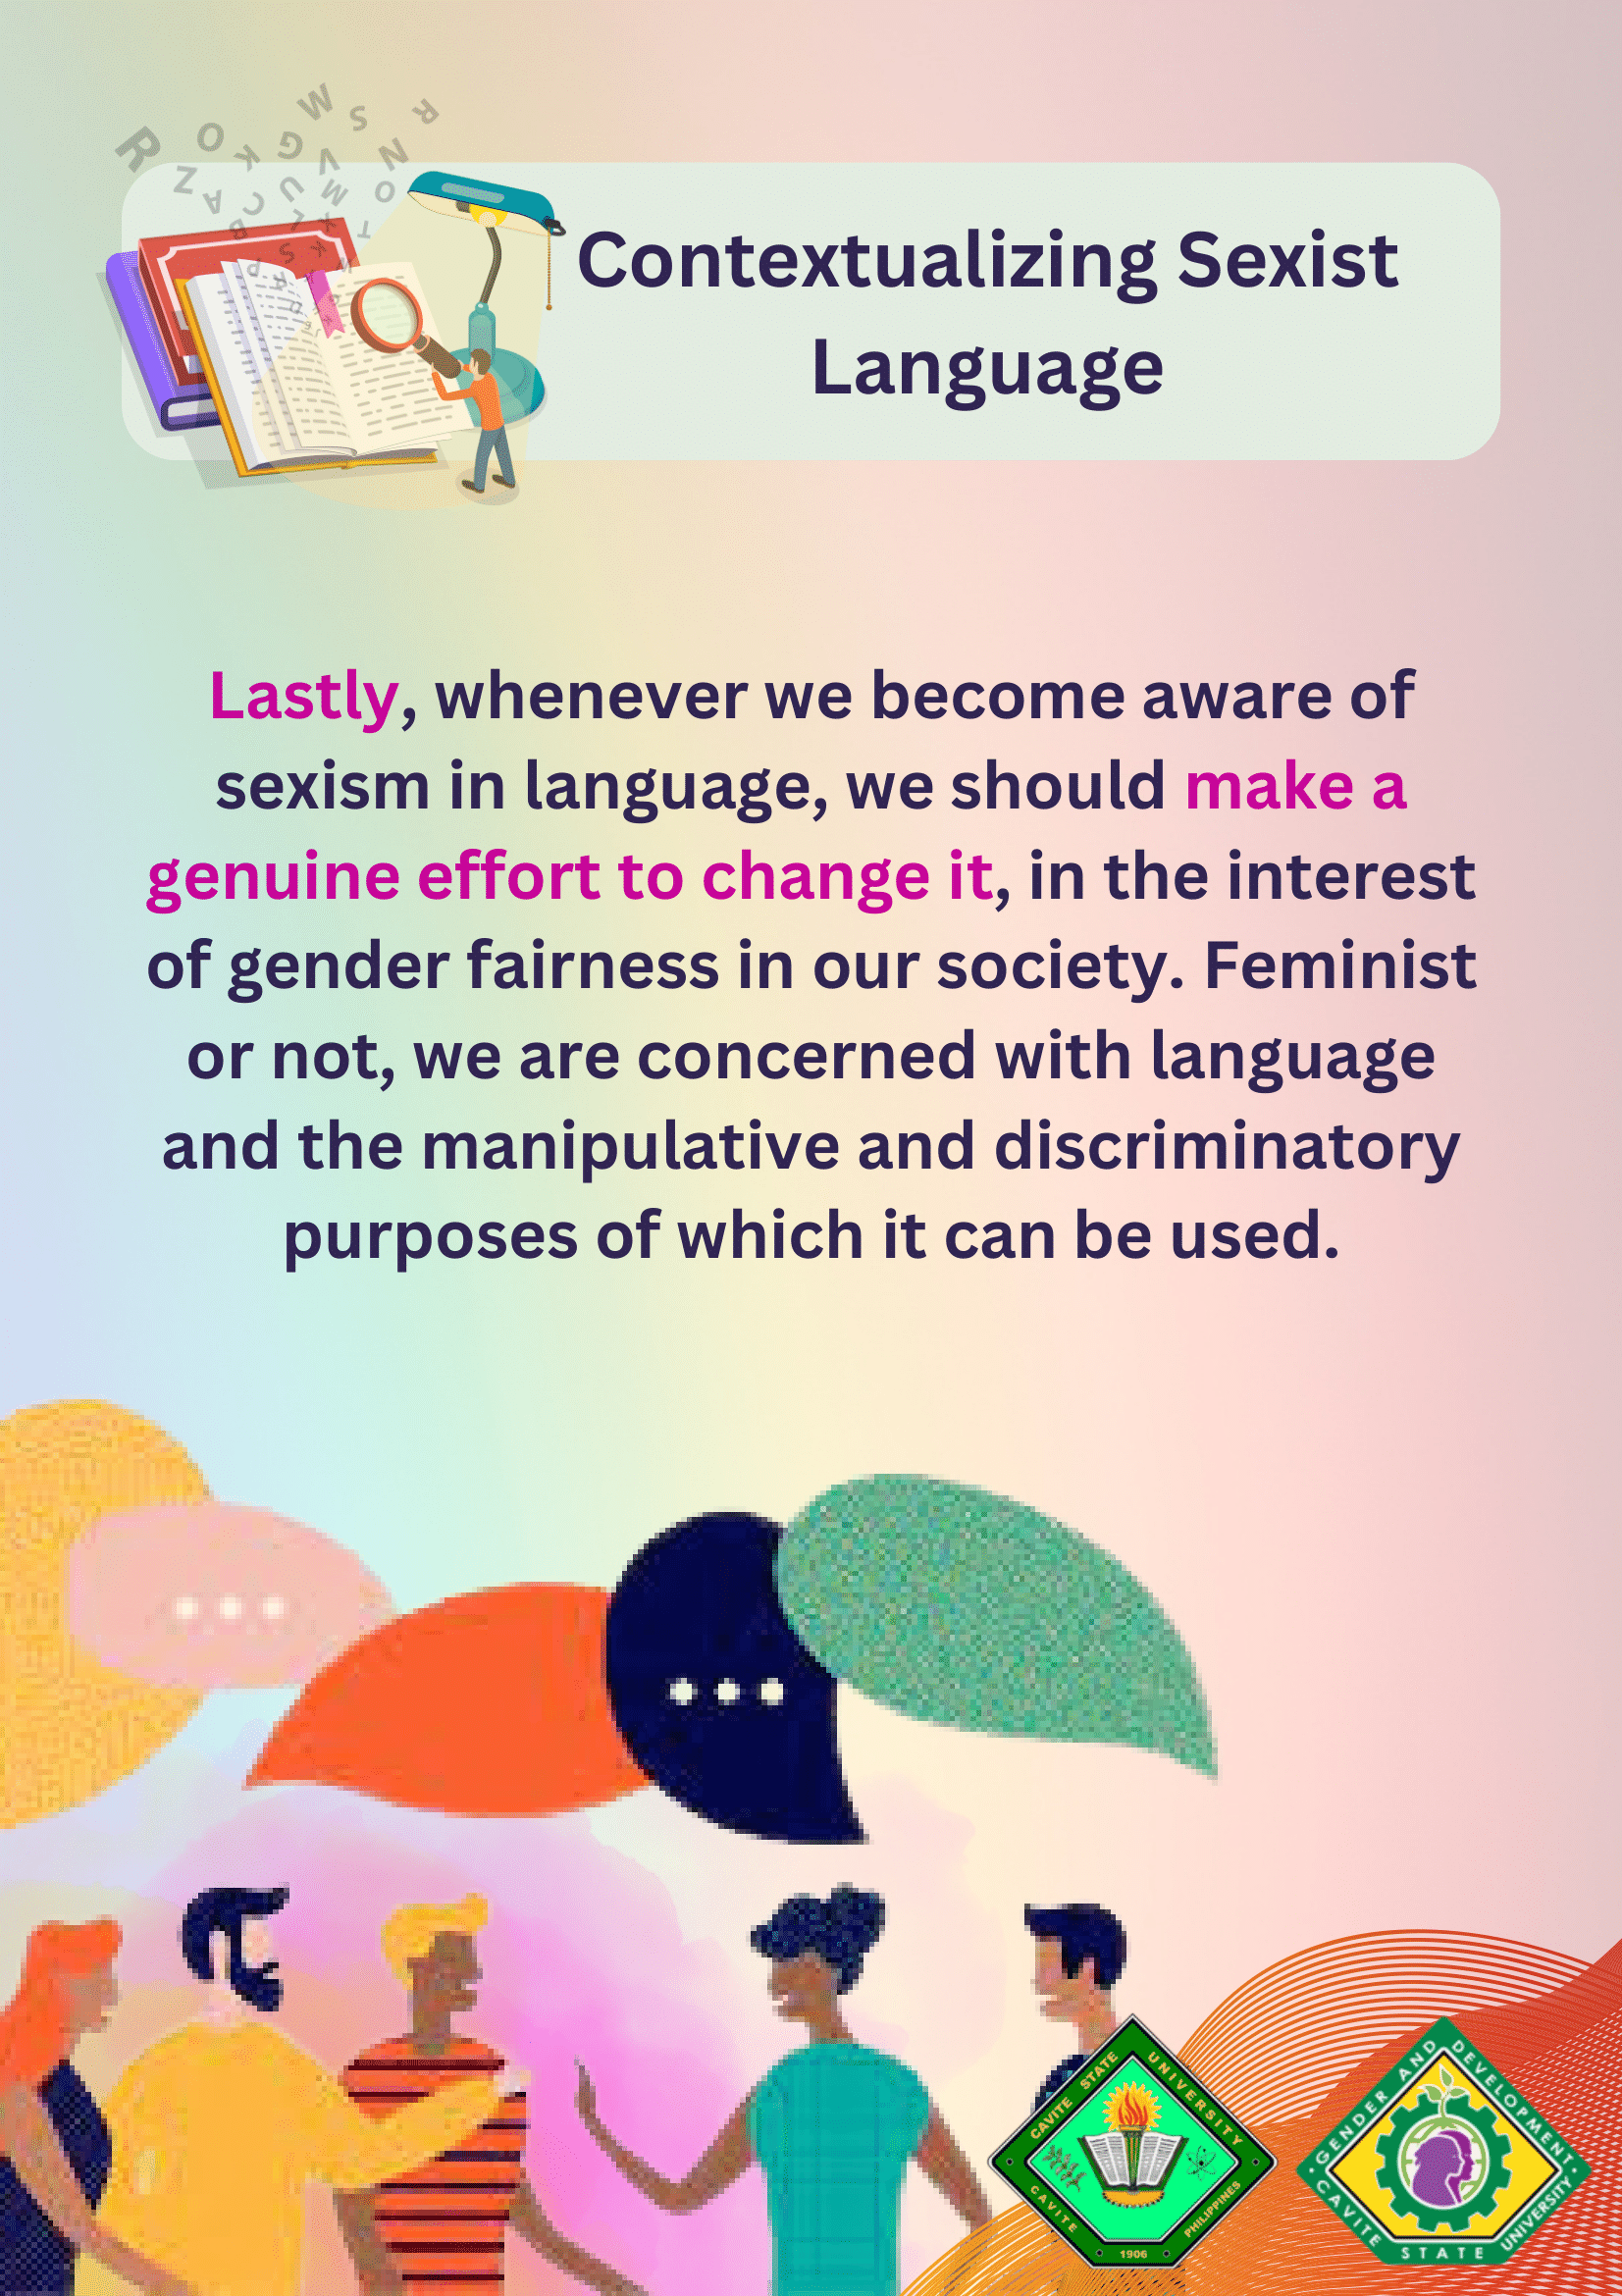 Contextualizing Sexist
Language
Lastly, whenever we become aware of
sexism in language, we should make a
genuine effort to change it, in the interest
of gender fairness in our society. Feminist
or not, we are concerned with language
and the manipulative and discriminatory
purposes of which it can be used.
CAVITE STATE UNIVERSITY
CAVITE PHILIPPINES
1906
GENDER AND DEVELOPMENT
CAVITE STATE UNIVERSITY